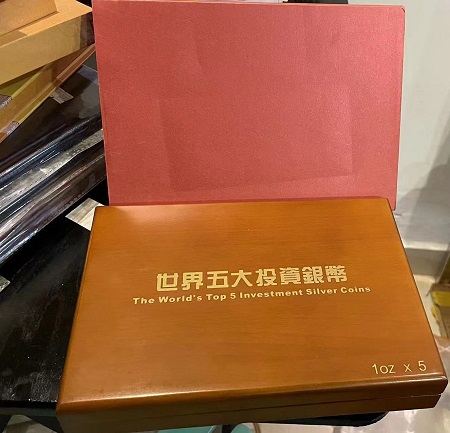 世界五大投資銀幣
The World's Top 5 Investment Silver Coins
1oz x 5